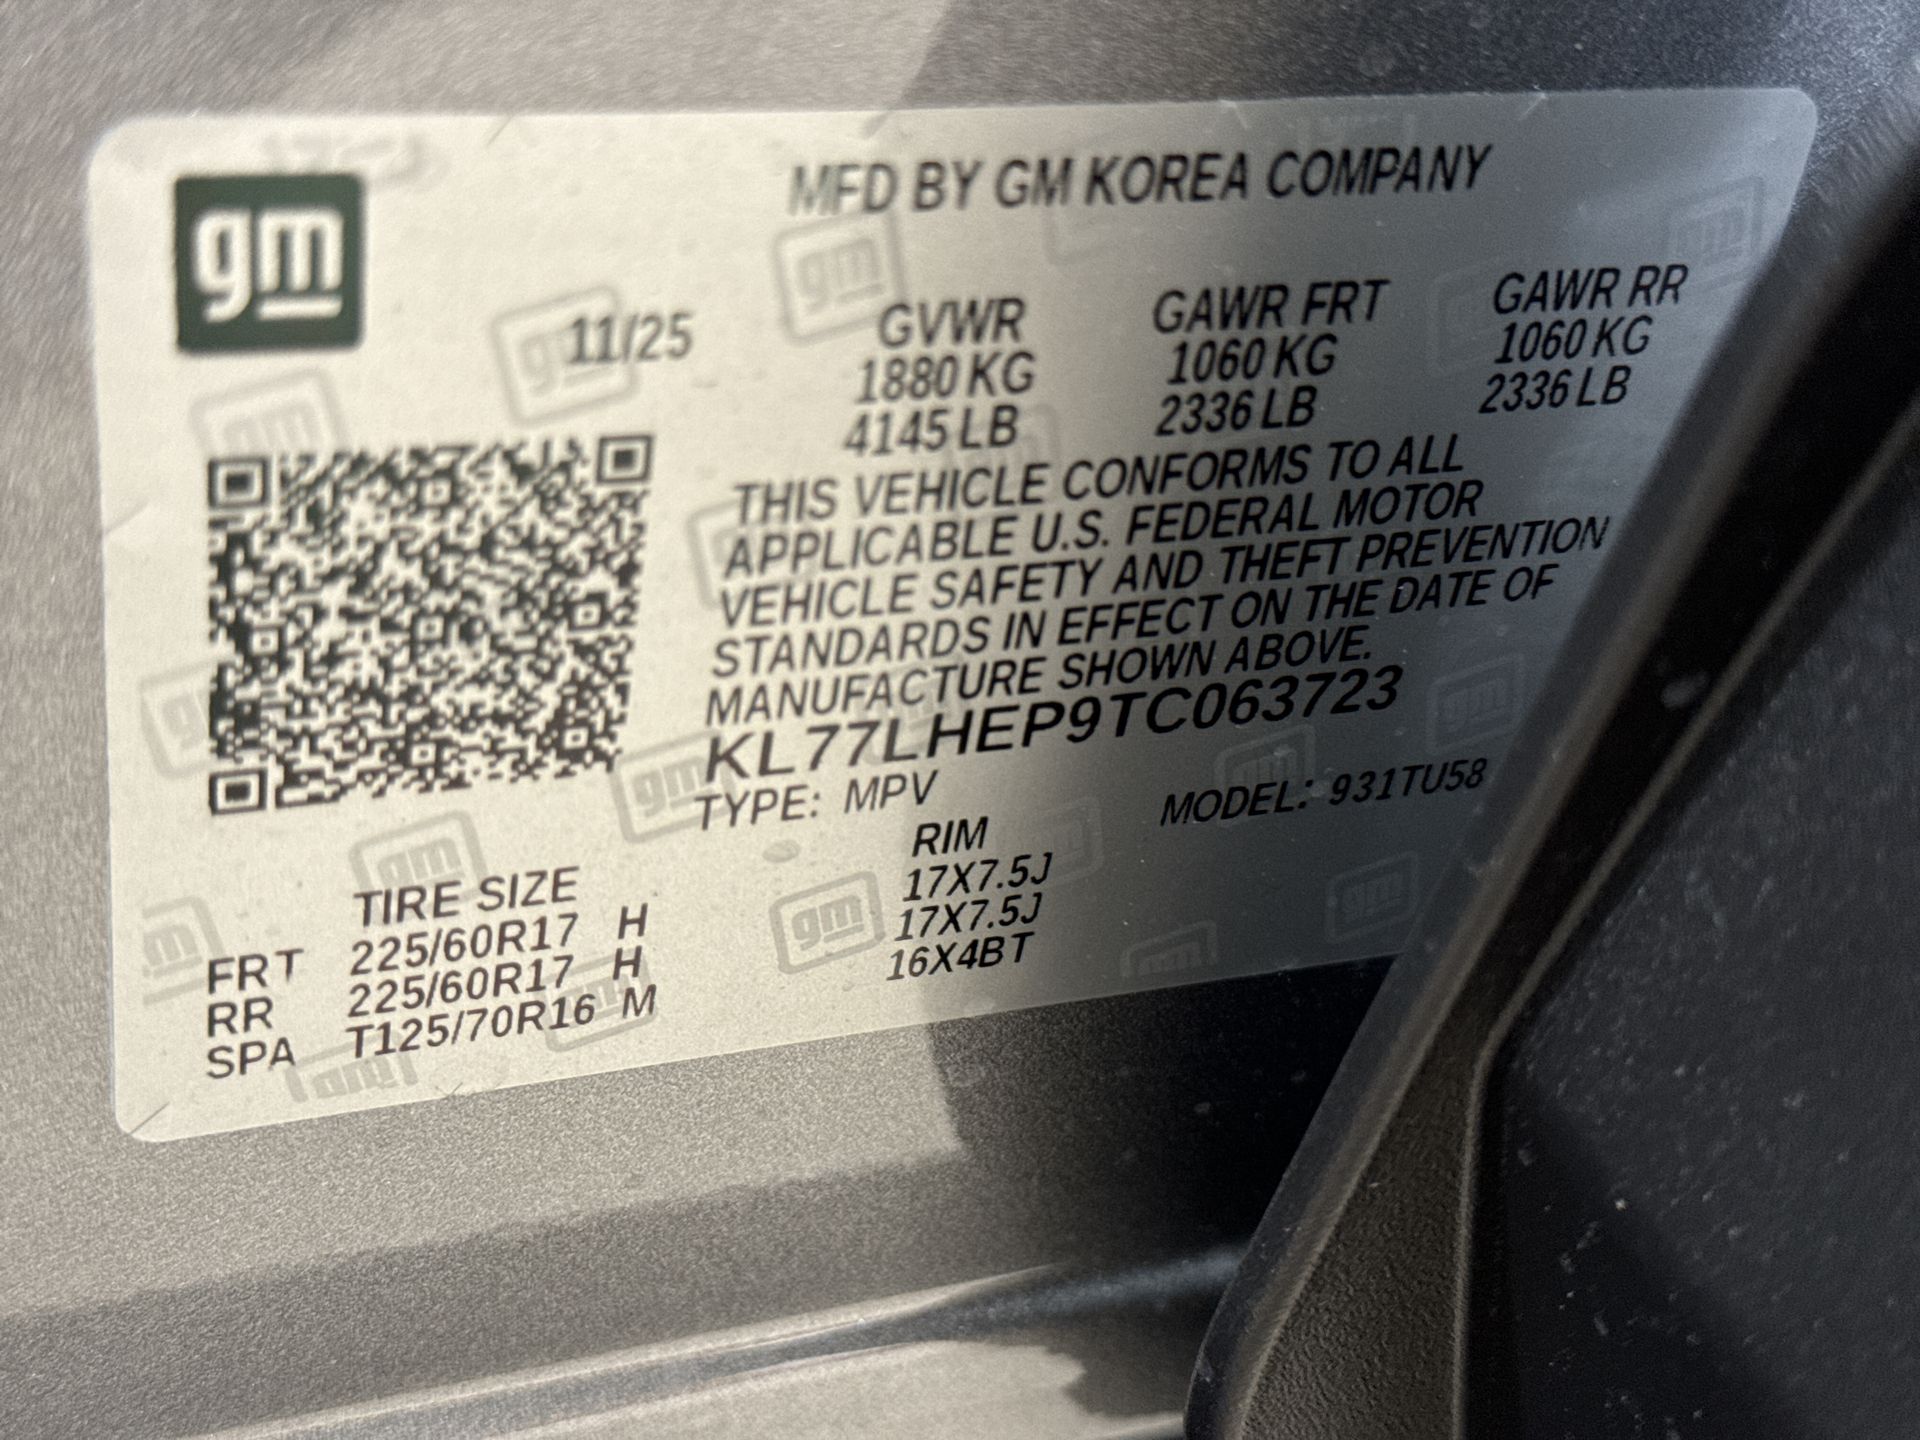 gm
MFD BY GM KOREA COMPANY
11/25
GVWR GAWR FRT GAWR RR
1880 KG 1060 KG 1060 KG
4145 LB 2336 LB 2336 LB
THIS VEHICLE CONFORMS TO ALL
APPLICABLE U.S. FEDERAL MOTOR
VEHICLE SAFETY AND THEFT PREVENTION
STANDARDS IN EFFECT ON THE DATE OF
MANUFACTURE SHOWN ABOVE.
KL77LHEP9TC063723
TYPE: MPV MODEL: 931TU58
TIRE SIZE RIM
FRT 225/60R17 H 17X7.5J
RR 225/60R17 H 17X7.5J
SPA T125/70R16 M 16X4BT